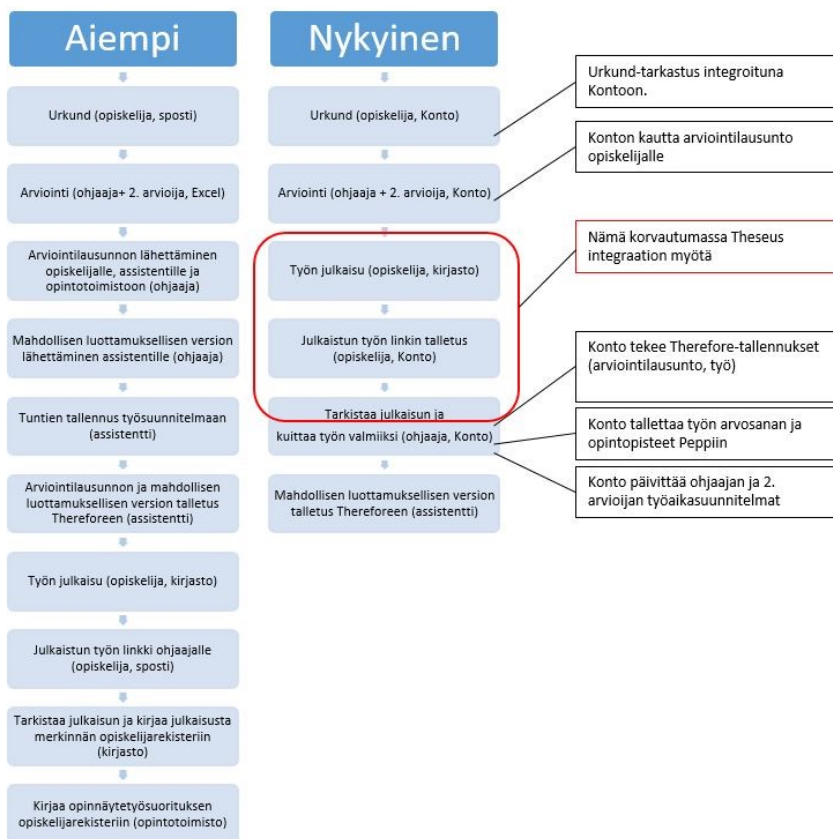 Aiempi
Urkund (opiskelija, sposti)
Arviointi (ohjaaja+ 2. arvioija, Excel)
Arviointilausunnon lähettäminen
opiskelijalle, assistentille ja
opintotoimistoon (ohjaaja)
Mahdollisen luottamuksellisen version
lähettäminen assistentille (ohjaaja)
Tuntien tallennus työsuunnitelmaan
(assistentti)
Arviointilausunnon ja mahdollisen
luottamuksellisen version talletus
Thereforeen (assistentti)
Työn julkaisu (opiskelija, kirjasto)
Julkaistun työn linkki ohjaajalle
(opiskelija, sposti)
Tarkistaa julkaisun ja kirjaa julkaisusta
merkinnän opiskelijarekisteriin
(kirjasto)
Kirjaa opinnäytetyösuorituksen
opiskelijarekisteriin (opintotoimisto)
Nykyinen
Urkund (opiskelija, Konto)
Arviointi (ohjaaja + 2. arvioija, Konto)
Työn julkaisu (opiskelija, kirjasto)
Julkaistun työn linkin talletus
(opiskelija, Konto)
Tarkistaa julkaisun ja
kuittaa työn valmiiksi (ohjaaja, Konto)
Mahdollisen luottamuksellisen version
talletus Thereforeen (assistentti)
Urkund-tarkastus integroituna
Kontoon.
Konton kautta arviointilausunto
opiskelijalle
Nämä korvautumassa Theseus
integraation myötä
Konto tekee Therefore-tallennukset
(arviointilausunto, työ)
Konto tallettaa työn arvosanan ja
opintopisteet Peppiin
Konto päivittää ohjaajan ja 2.
arvioijan työaikasuunnitelmat